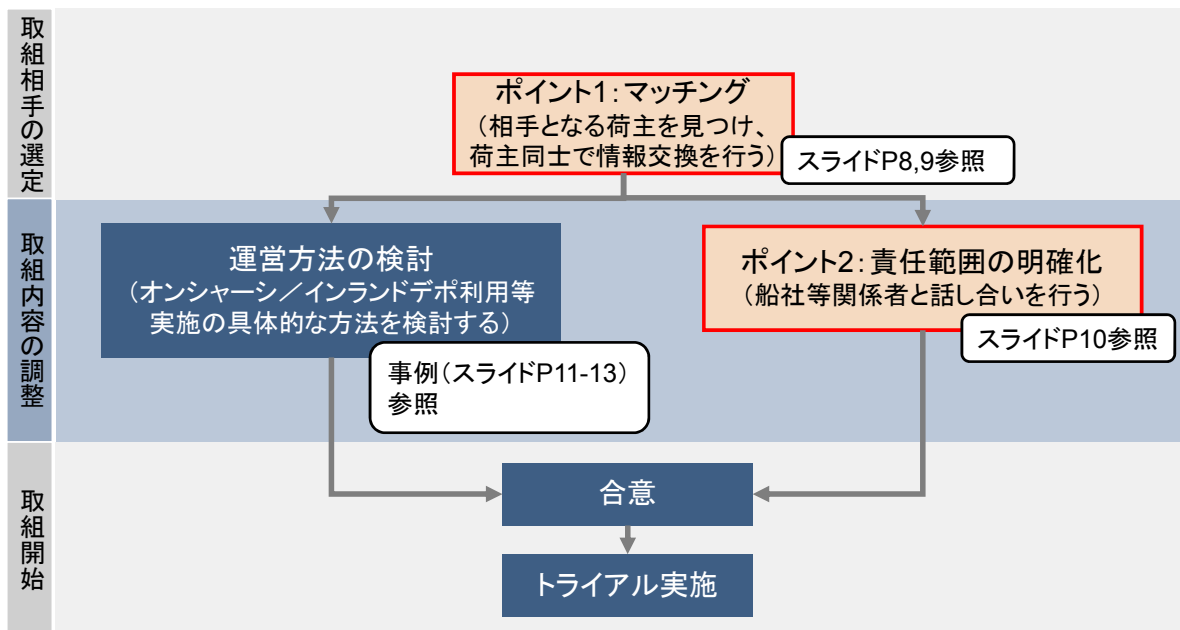 取組相手の選定
ポイント1：マッチング
（相手となる荷主を見つけ、
荷主同士で情報交換を行う）
スライドP8,9参照
取組内容の調整
運営方法の検討
（オンシャーシ／インランドデポ利用等
実施の具体的な方法を検討する）
事例（スライドP11-13）
参照
ポイント2：責任範囲の明確化
（船社等関係者と話し合いを行う）
スライドP10参照
取組開始
合意
トライアル実施